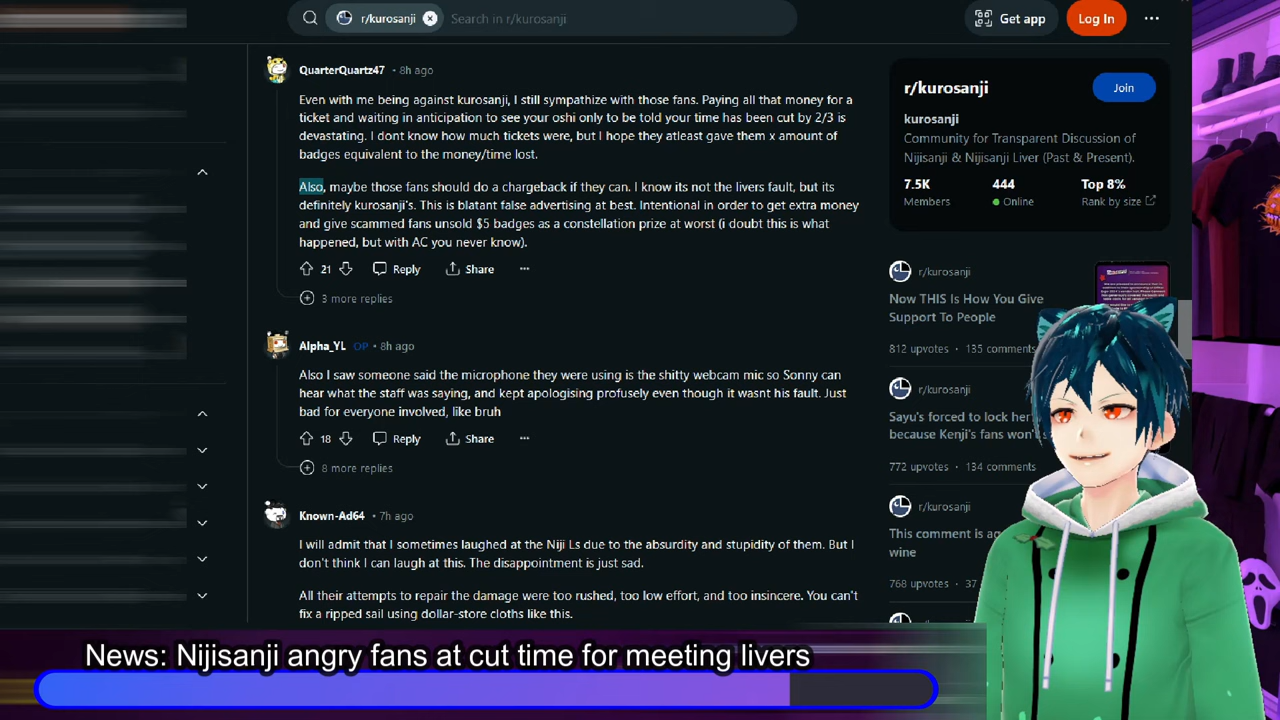 r/kurosanji
Search in r/kurosanji
Get app
Log In
QuarterQuartz47 • 8h ago
Even with me being against kurosanji, I still sympathize with those fans. Paying all that money for a
ticket and waiting in anticipation to see your oshi only to be told your time has been cut by 2/3 is
devastating. I dont know how much tickets were, but I hope they atleast gave them x amount of
badges equivalent to the money/time lost.
Also, maybe those fans should do a chargeback if they can. I know its not the livers fault, but its
definitely kurosanji's. This is blatant false advertising at best. Intentional in order to get extra money
and give scammed fans unsold $5 badges as a constellation prize at worst (i doubt this is what
happened, but with AC you never know).
21 Reply Share
3 more replies
Alpha_YL OP • 8h ago
Also I saw someone said the microphone they were using is the shitty webcam mic so Sonny can
hear what the staff was saying, and kept apologising profusely even though it wasnt his fault. Just
bad for everyone involved, like bruh
18 Reply Share
8 more replies
Known-Ad64 • 7h ago
I will admit that I sometimes laughed at the Niji Ls due to the absurdity and stupidity of them. But I
don't think I can laugh at this. The disappointment is just sad.
All their attempts to repair the damage were too rushed, too low effort, and too insincere. You can't
fix a ripped sail using dollar-store cloths like this.
r/kurosanji
Join
kurosanji
Community for Transparent Discussion of
Nijisanji & Nijisanji Liver (Past & Present).
7.5K 444 Top 8%
Members Online Rank by size
r/kurosanji
Now THIS Is How You Give
Support To People
812 upvotes • 135 comments
r/kurosanji
Sayu's forced to lock her
because Kenji's fans won'
772 upvotes • 134 comments
r/kurosanji
This comment is
wine
768 upvotes • 37
News: Nijisanji angry fans at cut time for meeting livers